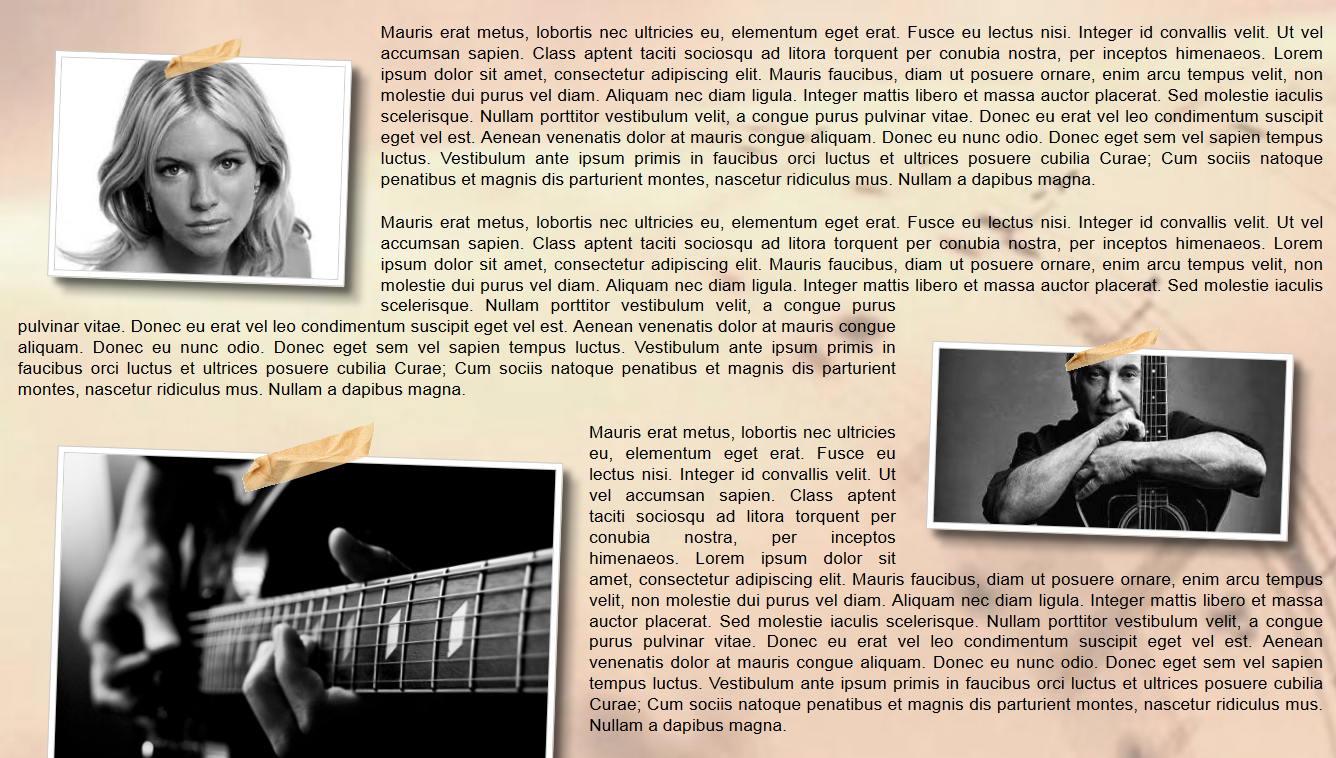 Mauris erat metus, lobortis nec ultricies eu, elementum eget erat. Fusce eu lectus nisi. Integer id convallis velit. Ut vel
accumsan sapien. Class aptent taciti sociosqu ad litora torquent per conubia nostra, per inceptos himenaeos. Lorem
ipsum dolor sit amet, consectetur adipiscing elit. Mauris faucibus, diam ut posuere ornare, enim arcu tempus velit, non
molestie dui purus vel diam. Aliquam nec diam ligula. Integer mattis libero et massa auctor placerat. Sed molestie iaculis
scelerisque. Nullam porttitor vestibulum velit, a congue purus pulvinar vitae. Donec eu erat vel leo condimentum suscipit
eget vel est. Aenean venenatis dolor at mauris congue aliquam. Donec eu nunc odio. Donec eget sem vel sapien tempus
luctus. Vestibulum ante ipsum primis in faucibus orci luctus et ultrices posuere cubilia Curae; Cum sociis natoque
penatibus et magnis dis parturient montes, nascetur ridiculus mus. Nullam a dapibus magna.
Mauris erat metus, lobortis nec ultricies eu, elementum eget erat. Fusce eu lectus nisi. Integer id convallis velit. Ut vel
accumsan sapien. Class aptent taciti sociosqu ad litora torquent per conubia nostra, per inceptos himenaeos. Lorem
ipsum dolor sit amet, consectetur adipiscing elit. Mauris faucibus, diam ut posuere ornare, enim arcu tempus velit, non
molestie dui purus vel diam. Aliquam nec diam ligula. Integer mattis libero et massa auctor placerat. Sed molestie iaculis
scelerisque. Nullam porttitor vestibulum velit, a congue purus
pulvinar vitae. Donec eu erat vel leo condimentum suscipit eget vel est. Aenean venenatis dolor at mauris congue
aliquam. Donec eu nunc odio. Donec eget sem vel sapien tempus luctus. Vestibulum ante ipsum primis in
faucibus orci luctus et ultrices posuere cubilia Curae; Cum sociis natoque penatibus et magnis dis parturient
montes, nascetur ridiculus mus. Nullam a dapibus magna.
Mauris erat metus, lobortis nec ultricies
eu, elementum eget erat. Fusce eu
lectus nisi. Integer id convallis velit. Ut
vel accumsan sapien. Class aptent
taciti sociosqu ad litora torquent per
conubia nostra, per inceptos
himenaeos. Lorem ipsum dolor sit
amet, consectetur adipiscing elit. Mauris faucibus, diam ut posuere ornare, enim arcu tempus
velit, non molestie dui purus vel diam. Aliquam nec diam ligula. Integer mattis libero et massa
auctor placerat. Sed molestie iaculis scelerisque. Nullam porttitor vestibulum velit, a congue
purus pulvinar vitae. Donec eu erat vel leo condimentum suscipit eget vel est. Aenean
venenatis dolor at mauris congue aliquam. Donec eu nunc odio. Donec eget sem vel sapien
tempus luctus. Vestibulum ante ipsum primis in faucibus orci luctus et ultrices posuere cubilia
Curae; Cum sociis natoque penatibus et magnis dis parturient montes, nascetur ridiculus mus.
Nullam a dapibus magna.